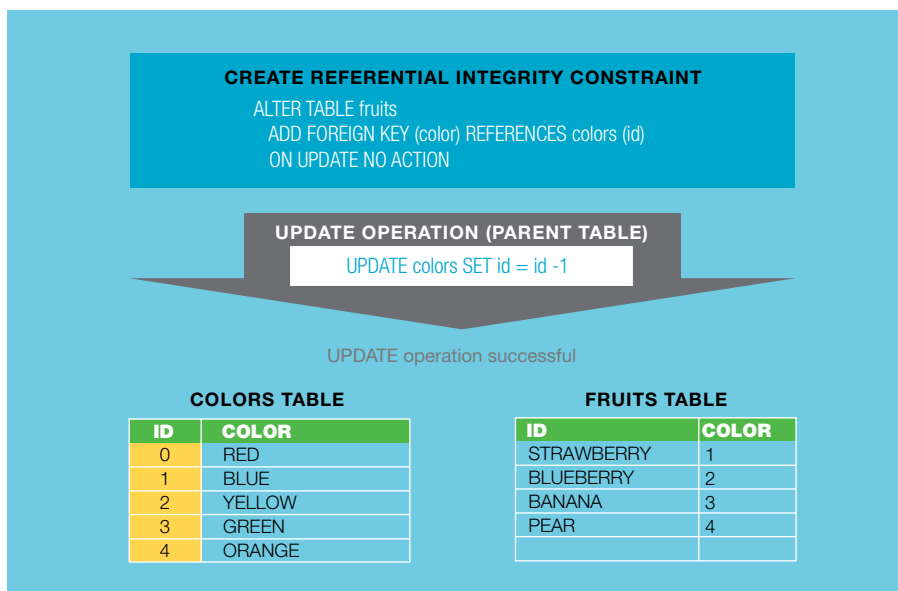 CREATE REFERENTIAL INTEGRITY CONSTRAINT
ALTER TABLE fruits
ADD FOREIGN KEY (color) REFERENCES colors (id)
ON UPDATE NO ACTION
UPDATE OPERATION (PARENT TABLE)
UPDATE colors SET id = id -1
UPDATE operation successful
COLORS TABLE
ID COLOR
0 RED
1 BLUE
2 YELLOW
3 GREEN
4 ORANGE
FRUITS TABLE
ID COLOR
STRAWBERRY 1
BLUEBERRY 2
BANANA 3
PEAR 4